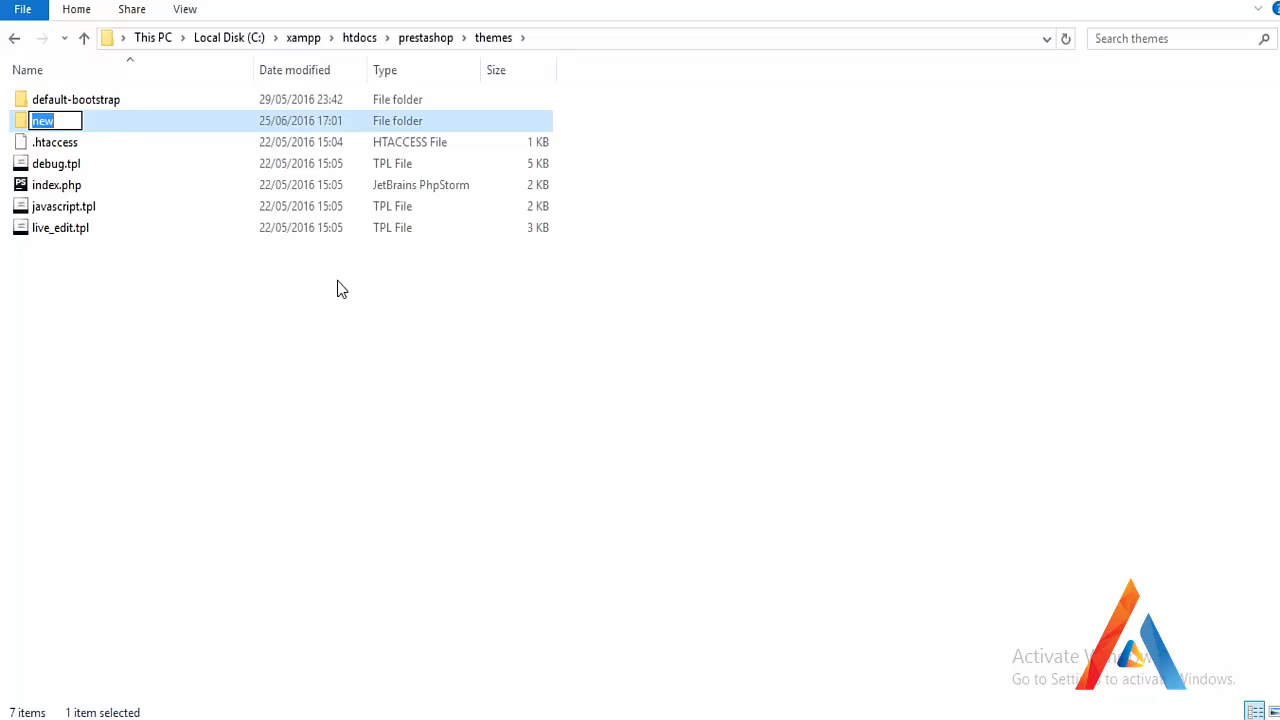 File Home Share View
This PC Local Disk (C:) xampp htdocs prestashop themes Search themes
Name Date modified Type Size
default-bootstrap 29/05/2016 23:42 File folder
new 25/06/2016 17:01 File folder
.htaccess 22/05/2016 15:04 HTACCESS File 1 KB
debug.tpl 22/05/2016 15:05 TPL File 5 KB
PS index.php 22/05/2016 15:05 JetBrains PhpStorm 2 KB
javascript.tpl 22/05/2016 15:05 TPL File 2 KB
live_edit.tpl 22/05/2016 15:05 TPL File 3 KB
Activate
Go to to Windows.
7 items 1 item selected